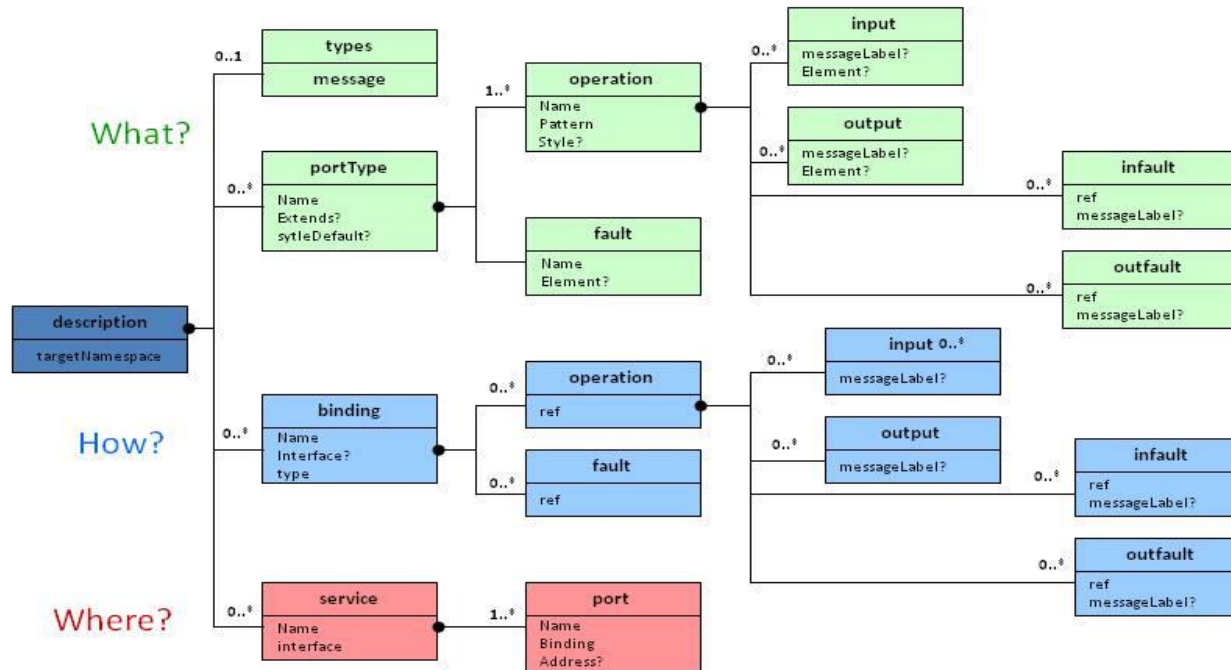 What?
0..1
types
message
0..*
portType
Name
Extends?
sytleDefault?
1..*
operation
Name
Pattern
Style?
fault
Name
Element?
0..*
input
messageLabel?
Element?
0..*
output
messageLabel?
Element?
0..*
infault
ref
messageLabel?
0..*
outfault
ref
messageLabel?
description
targetNamespace
How?
0..*
binding
Name
Interface?
type
0..*
operation
ref
0..*
fault
ref
0..*
input 0..*
messageLabel?
0..*
output
messageLabel?
0..*
infault
ref
messageLabel?
0..*
outfault
ref
messageLabel?
Where?
0..*
service
Name
interface
1..*
port
Name
Binding
Address?